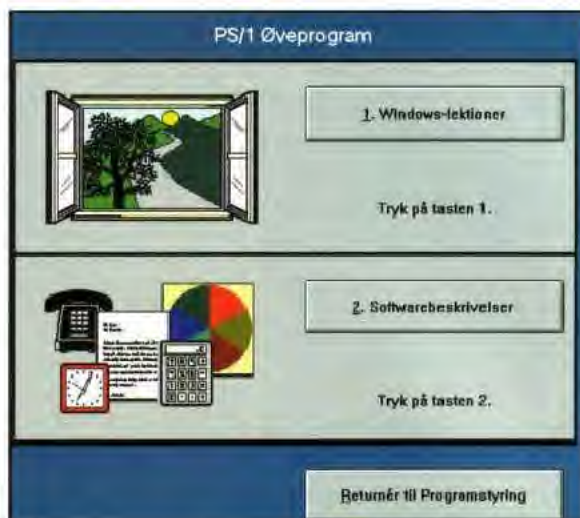 PS/1 Øveprogram
1. Windows-lektioner
Tryk på tasten 1.
2. Softwarebeskrivelser
Tryk på tasten 2.
Returnér til Programstyring